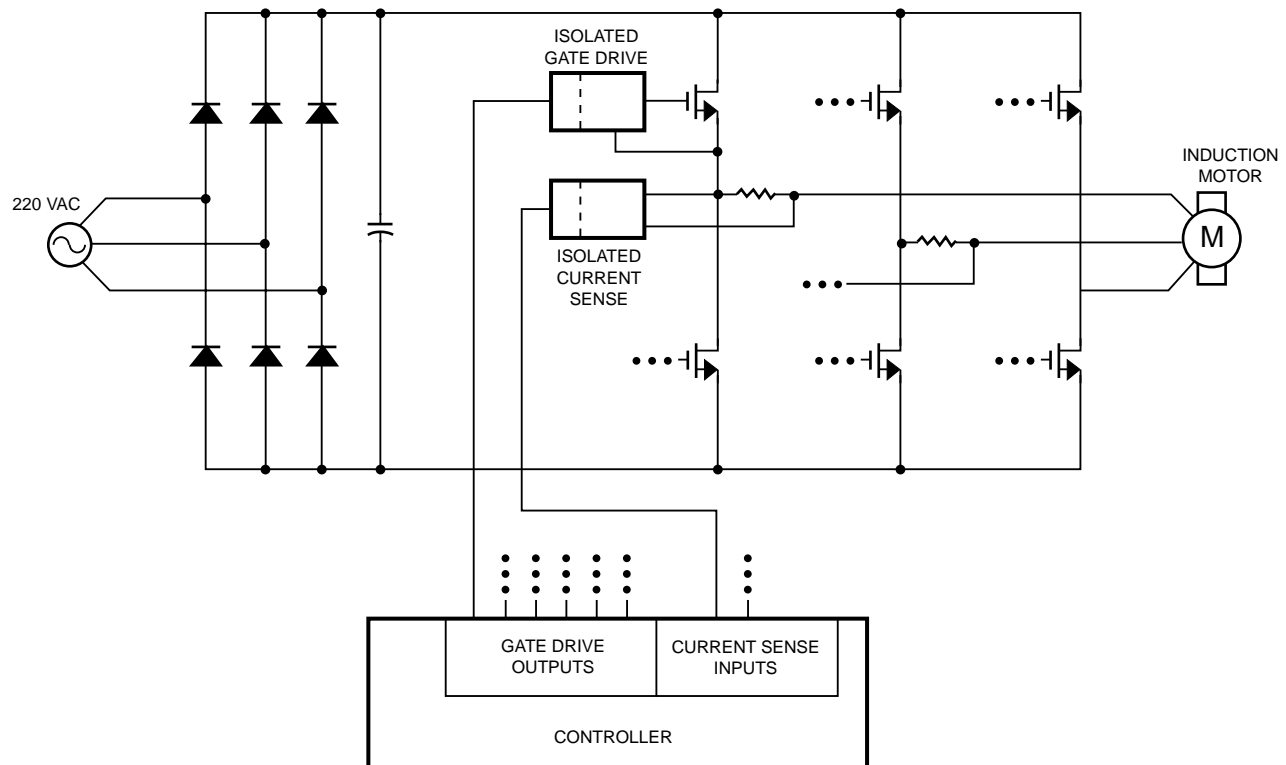 ISOLATED
GATE DRIVE
INDUCTION
MOTOR
220 VAC
M
ISOLATED
CURRENT
SENSE
GATE DRIVE
OUTPUTS
CURRENT SENSE
INPUTS
CONTROLLER